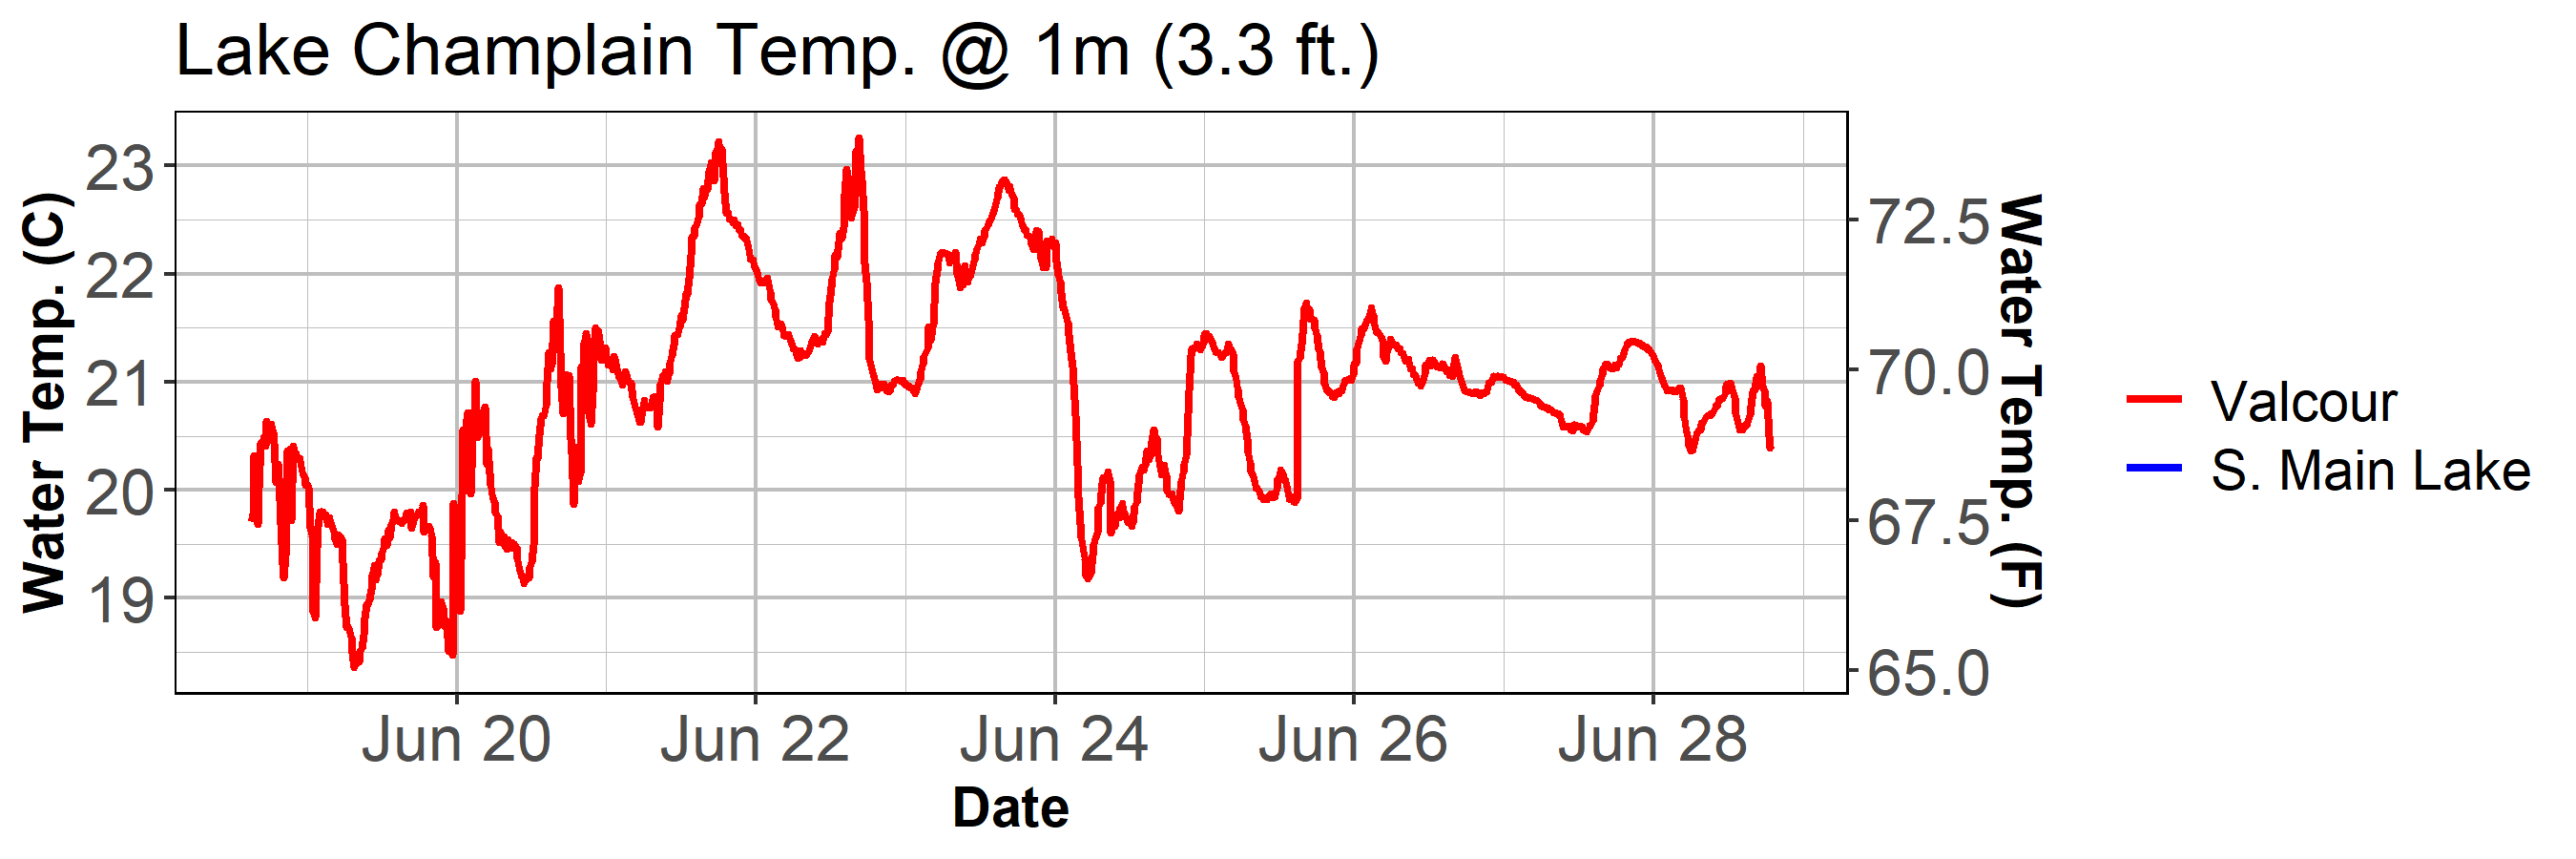 Lake Champlain Temp. @ 1m (3.3 ft.)
Water Temp. (C)
23
22
21
20
19
72.5
70.0
67.5
65.0
Water Temp. (F)
Jun 20
Jun 22
Jun 24
Jun 26
Jun 28
Date
Valcour
S. Main Lake